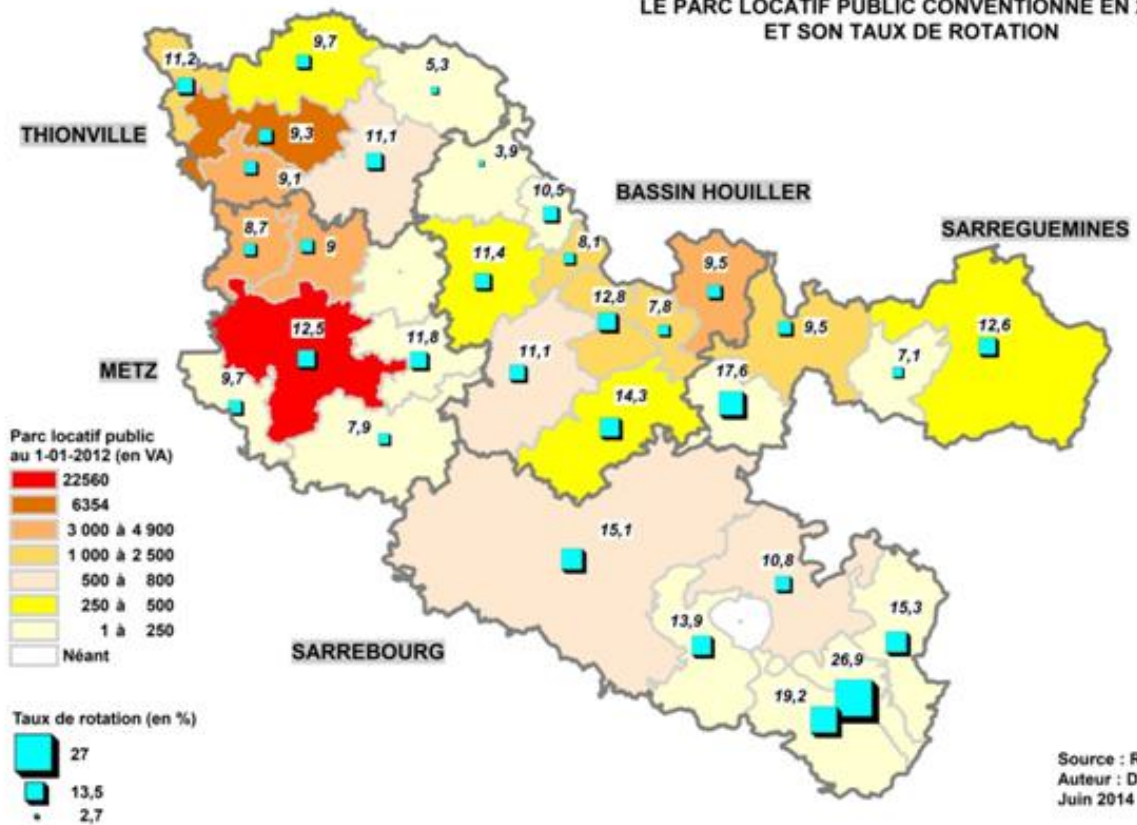 LE PARC LOCATIF PUBLIC CONVENTIONNE EN
ET SON TAUX DE ROTATION
9,7
11,2
5,3
THIONVILLE
9,3
11,1
3,9
9,1
10,5
BASSIN HOUILLER
SARREGUEMINES
8,7
9
11,4
8,1
9,5
12,8
7,8
9,5
12,6
12,5
11,8
11,1
7,1
METZ
9,7
17,6
14,3
7,9
Parc locatif public
au 1-01-2012 (en VA)
22560
6354
3 000 à 4 900
1 000 à 2 500
500 à 800
250 à 500
1 à 250
Néant
15,1
10,8
15,3
13,9
SARREBOURG
26,9
19,2
Taux de rotation (en %)
27
13,5
2,7
Source :
Auteur :
Juin 2014